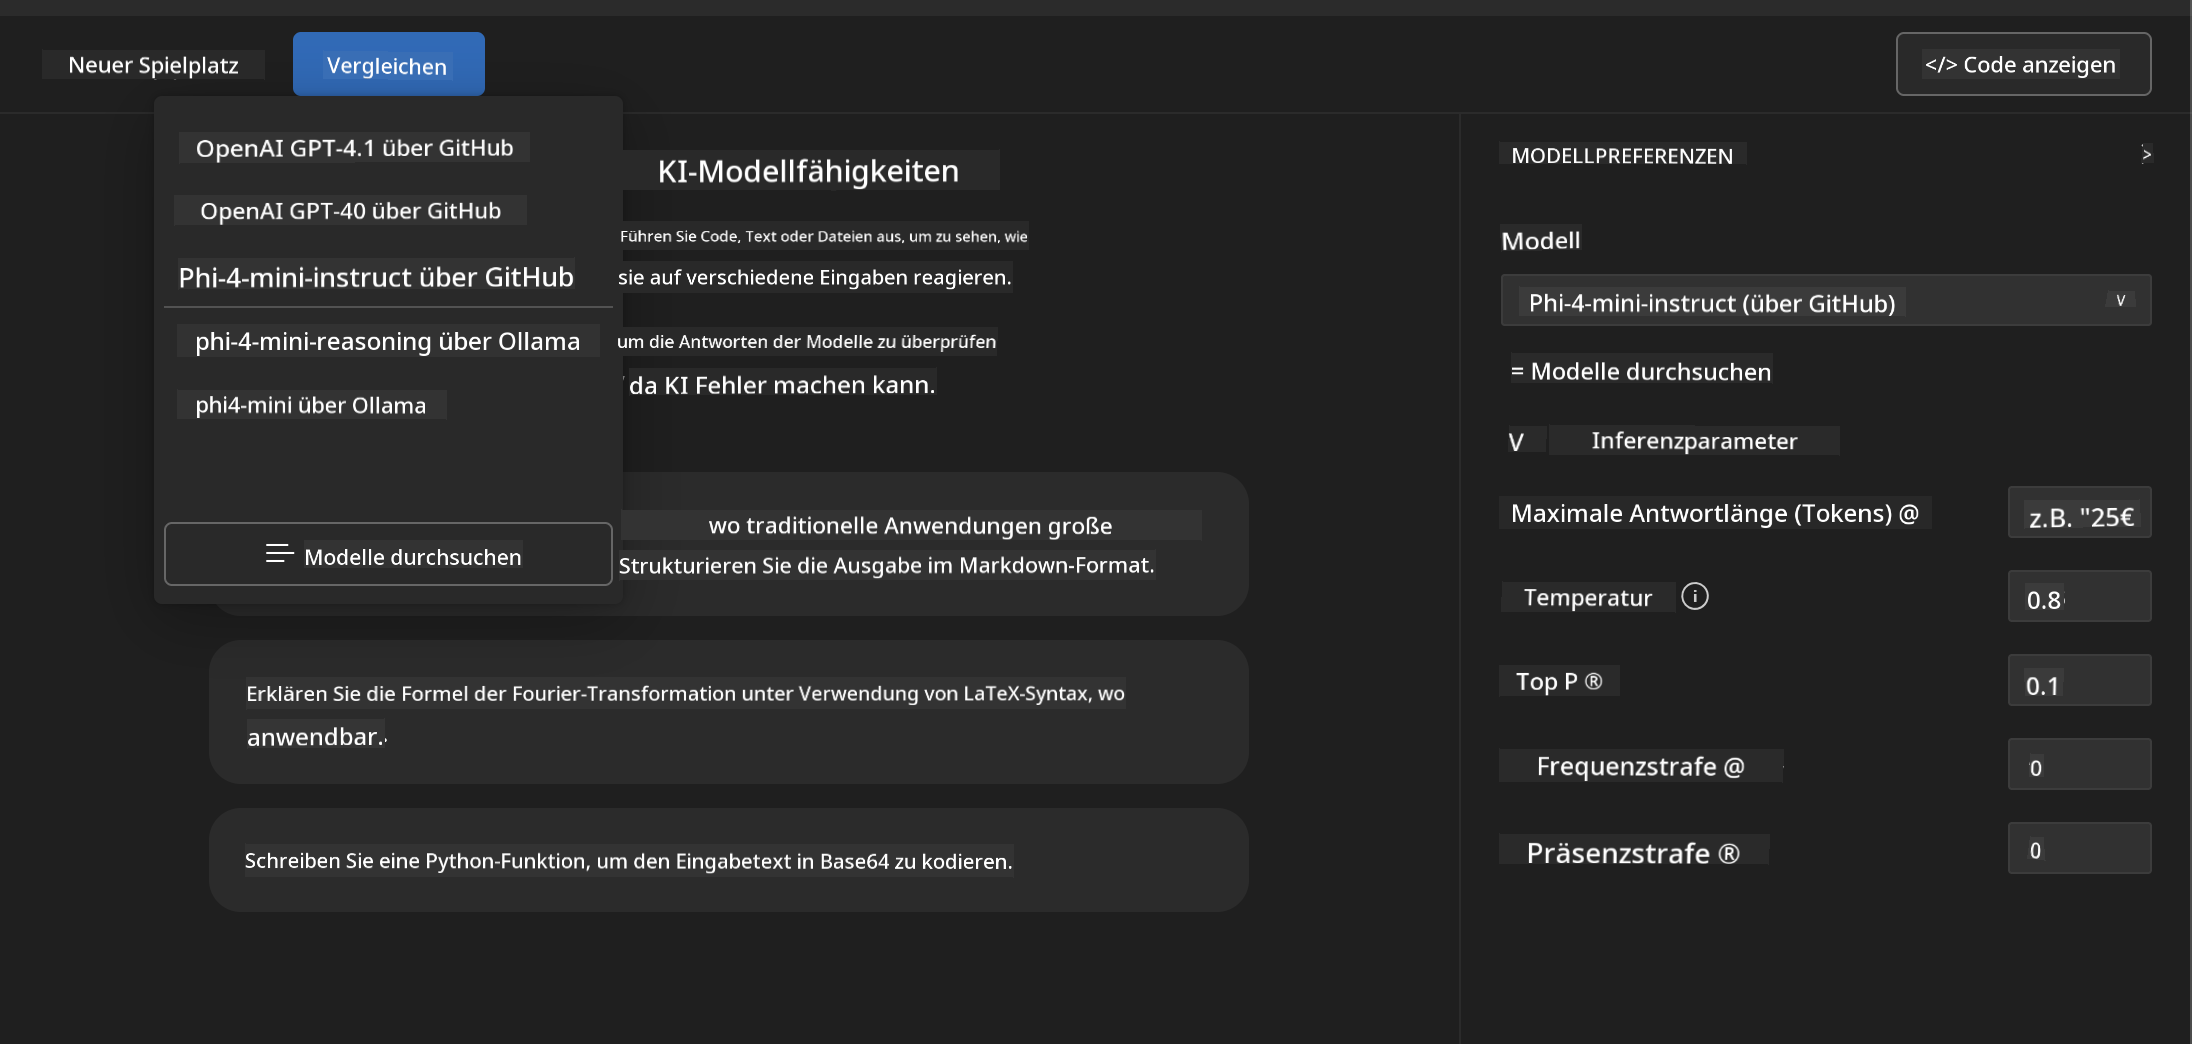 Neuer Spielplatz
Vergleichen
</> Code anzeigen
OpenAI GPT-4.1 über GitHub
OpenAI GPT-40 über GitHub
Phi-4-mini-instruct über GitHub
phi-4-mini-reasoning über Ollama
phi4-mini über Ollama
Modelle durchsuchen
KI-Modellfähigkeiten
Führen Sie Code, Text oder Dateien aus, um zu sehen, wie
sie auf verschiedene Eingaben reagieren.
um die Antworten der Modelle zu überprüfen
da KI Fehler machen kann.
wo traditionelle Anwendungen große
Strukturieren Sie die Ausgabe im Markdown-Format.
Erklären Sie die Formel der Fourier-Transformation unter Verwendung von LaTeX-Syntax, wo
anwendbar.
Schreiben Sie eine Python-Funktion, um den Eingabetext in Base64 zu kodieren.
MODELLPREFERENZEN >
Modell
Phi-4-mini-instruct (über GitHub) v
= Modelle durchsuchen
V Inferenzparameter
Maximale Antwortlänge (Tokens) @ z.B. "25€
Temperatur i 0.8
Top P ® 0.1
Frequenzstrafe @ 0
Präsenzstrafe ® 0